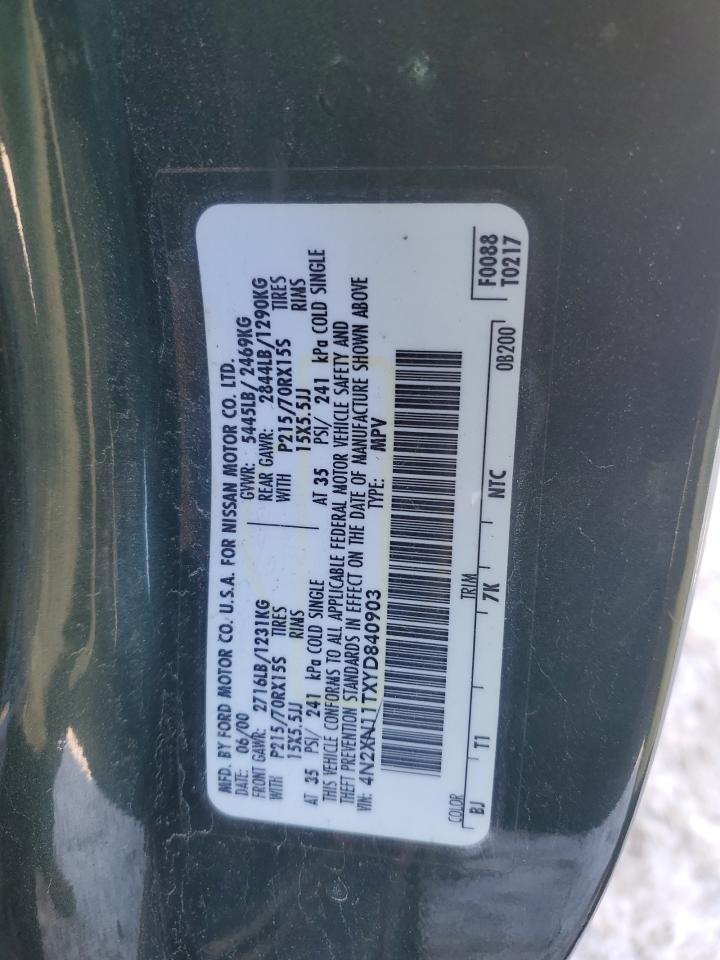 MFD. BY FORD MOTOR CO. U.S.A. FOR NISSAN MOTOR CO. LTD.
DATE: 06/00 GVWR: 5445LB/2469KG
FRONT GAWR: 2716LB/1231KG REAR GAWR: 2844LB/1290KG
WITH P215/70RX15S TIRES WITH P215/70RX15S TIRES
15X5.5JJ RIMS 15X5.5JJ RIMS
AT 35 PSI/ 241 kPa COLD SINGLE AT 35 PSI/ 241 kPa COLD SINGLE
THIS VEHICLE CONFORMS TO ALL APPLICABLE FEDERAL MOTOR VEHICLE SAFETY AND
THEFT PREVENTION STANDARDS IN EFFECT ON THE DATE OF MANUFACTURE SHOWN ABOVE
VIN: 4N2XN11TXYD840903 TYPE: MPV
F0088
T0217
COLOR TRIM
BJ T1 7K NTC 0B200